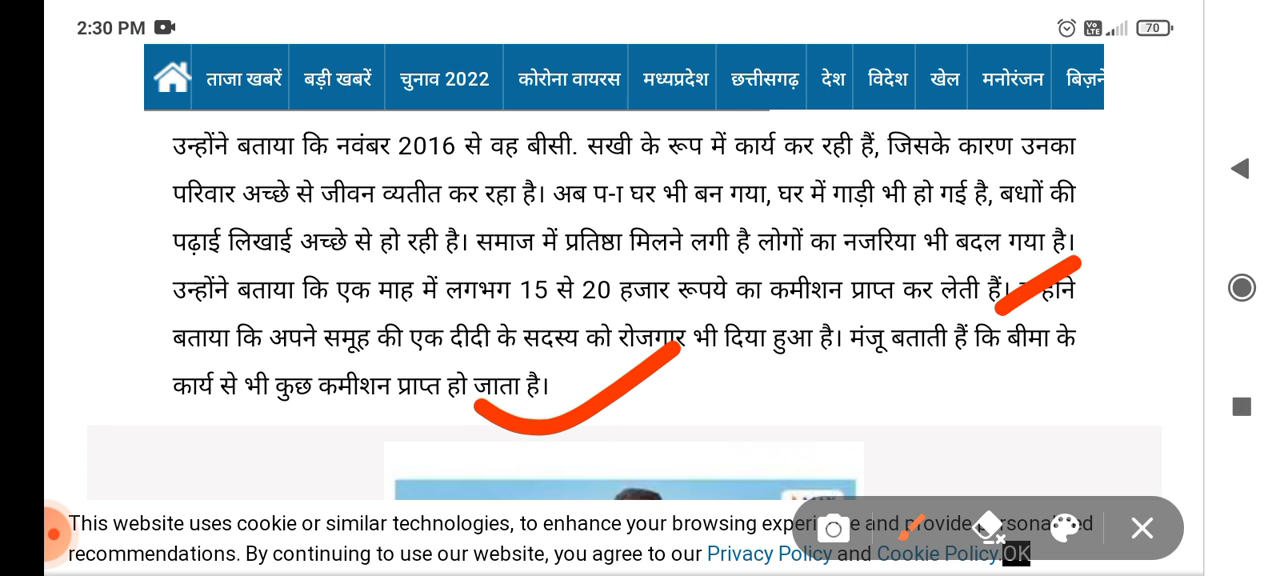 2:30 PM
Vo LTE 70
ताजा खबरें बड़ी खबरें चुनाव 2022 कोरोना वायरस मध्यप्रदेश छत्तीसगढ़ देश विदेश खेल मनोरंजन
उन्होंने बताया कि नवंबर 2016 से वह बीसी. सखी के रूप में कार्य कर रही हैं, जिसके कारण उनका
परिवार अच्छे से जीवन व्यतीत कर रहा है। अब प-ा घर भी बन गया, घर में गाड़ी भी हो गई है, बधाों की
पढ़ाई लिखाई अच्छे से हो रही है। समाज में प्रतिष्ठा मिलने लगी है लोगों का नजरिया भी बदल गया है।
उन्होंने बताया कि एक माह में लगभग 15 से 20 हजार रूपये का कमीशन प्राप्त कर लेती हैं।
बताया कि अपने समूह की एक दीदी के सदस्य को रोजगार भी दिया हुआ है। मंजू बताती हैं कि बीमा के
कार्य से भी कुछ कमीशन प्राप्त हो जाता है।
This website uses cookie or similar technologies, to enhance your browsing and
recommendations. By continuing to use our website, you agree to our Privacy Policy and Cookie Policy.OK